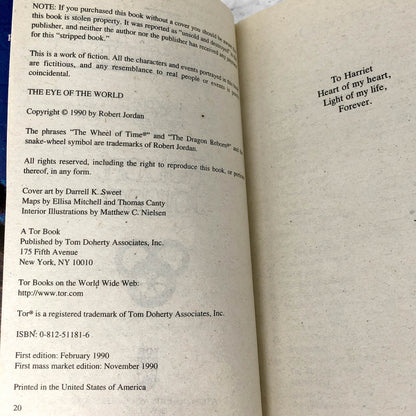 NOTE: If you purchased this book without a cover you should be
this book is stolen property. It was reported as "unsold and destroyed"
publisher, and neither the author nor the publisher has received any
for this "stripped book."
This is a work of fiction. All the characters and events portrayed in this
are fictitious, and any resemblance to real people or events is
coincidental.
THE EYE OF THE WORLD
Copyright © 1990 by Robert Jordan
The phrases "The Wheel of Time®" and "The Dragon Reborn®" and the
snake-wheel symbol are trademarks of Robert Jordan.
All rights reserved, including the right to reproduce this book, or
thereof, in any form.
Cover art by Darrell K. Sweet
Maps by Ellisa Mitchell and Thomas Canty
Interior Illustrations by Matthew C. Nielsen
A Tor Book
Published by Tom Doherty Associates, Inc.
175 Fifth Avenue
New York, NY 10010
Tor Books on the World Wide Web:
http://www.tor.com
Tor® is a registered trademark of Tom Doherty Associates, Inc.
ISBN: 0-812-51181-6
First edition: February 1990
First mass market edition: November 1990
Printed in the United States of America
20
To Harriet
Heart of my heart,
Light of my life,
Forever.